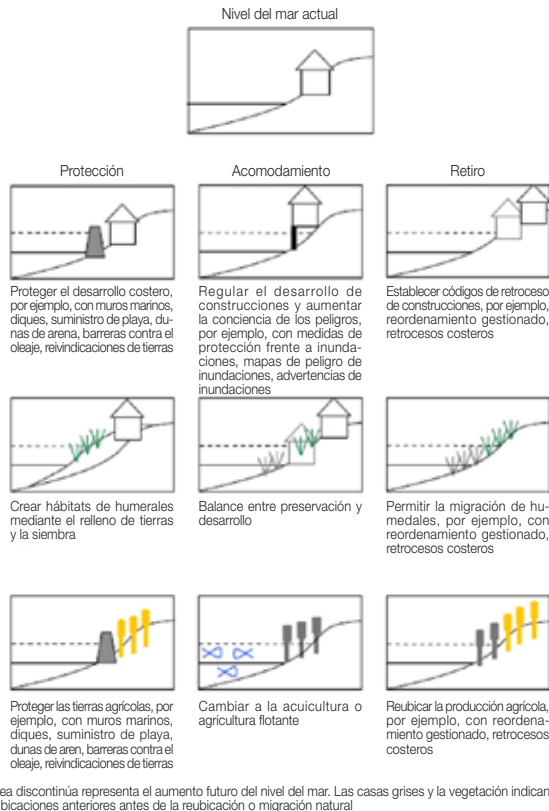 Nivel del mar actual
Protección
Acomodamiento
Retiro
Proteger el desarrollo costero,
por ejemplo, con muros marinos,
diques, suministro de playa, du-
nas de arena, barreras contra el
oleaje, reivindicaciones de tierras
Regular el desarrollo de
construcciones y aumentar
la conciencia de los peligros,
por ejemplo, con medidas de
protección frente a inunda-
ciones, mapas de peligro de
inundaciones, advertencias de
inundaciones
Establecer códigos de retroceso
de construcciones, por ejemplo,
reordenamiento gestionado,
retrocesos costeros
Crear hábitats de humerales
mediante el relleno de tierras
y la siembra
Balance entre preservación y
desarrollo
Permitir la migración de hu-
medales, por ejemplo, con
reordenamiento gestionado,
retrocesos costeros
Proteger las tierras agrícolas, por
ejemplo, con muros marinos,
diques, suministro de playa,
dunas de aren, barreras contra el
oleaje, reivindicaciones de tierras
Cambiar a la acuicultura o
agricultura flotante
Reubicar la producción agrícola,
por ejemplo, con reordena-
miento gestionado, retrocesos
costeros
ea discontinúa representa el aumento futuro del nivel del mar. Las casas grises y la vegetación indican
bicaciones anteriores antes de la reubicación o migración natural